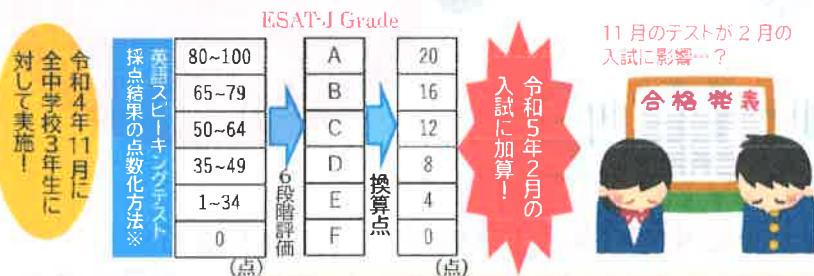 ESAT-J Grade
令和4年11月に
全中学校3年生に
対して実施！
英語スピーキングテスト
採点結果の点数化方法※
80~100
65~79
50~64
35~49
1~34
0
(点)
6段階評価
A
B
C
D
E
F
換算点
20
16
12
8
4
0
(点)
令和5年2月の
入試に加算！
11月のテストが2月の
入試に影響…？
合格発表